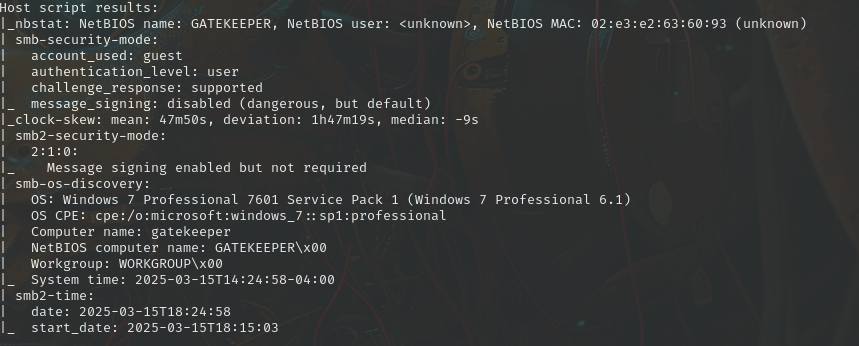 Host script results:
|_nbstat: NetBIOS name: GATEKEEPER, NetBIOS user: <unknown>, NetBIOS MAC: 02:e3:e2:63:60:93 (unknown)
| smb-security-mode:
|   account_used: guest
|   authentication_level: user
|   challenge_response: supported
|_  message_signing: disabled (dangerous, but default)
|_clock-skew: mean: 47m50s, deviation: 1h47m19s, median: -9s
| smb2-security-mode:
|   2:1:0:
|_    Message signing enabled but not required
| smb-os-discovery:
|   OS: Windows 7 Professional 7601 Service Pack 1 (Windows 7 Professional 6.1)
|   OS CPE: cpe:/o:microsoft:windows_7::sp1:professional
|   Computer name: gatekeeper
|   NetBIOS computer name: GATEKEEPER\x00
|   Workgroup: WORKGROUP\x00
|_  System time: 2025-03-15T14:24:58-04:00
| smb2-time:
|   date: 2025-03-15T18:24:58
|_  start_date: 2025-03-15T18:15:03